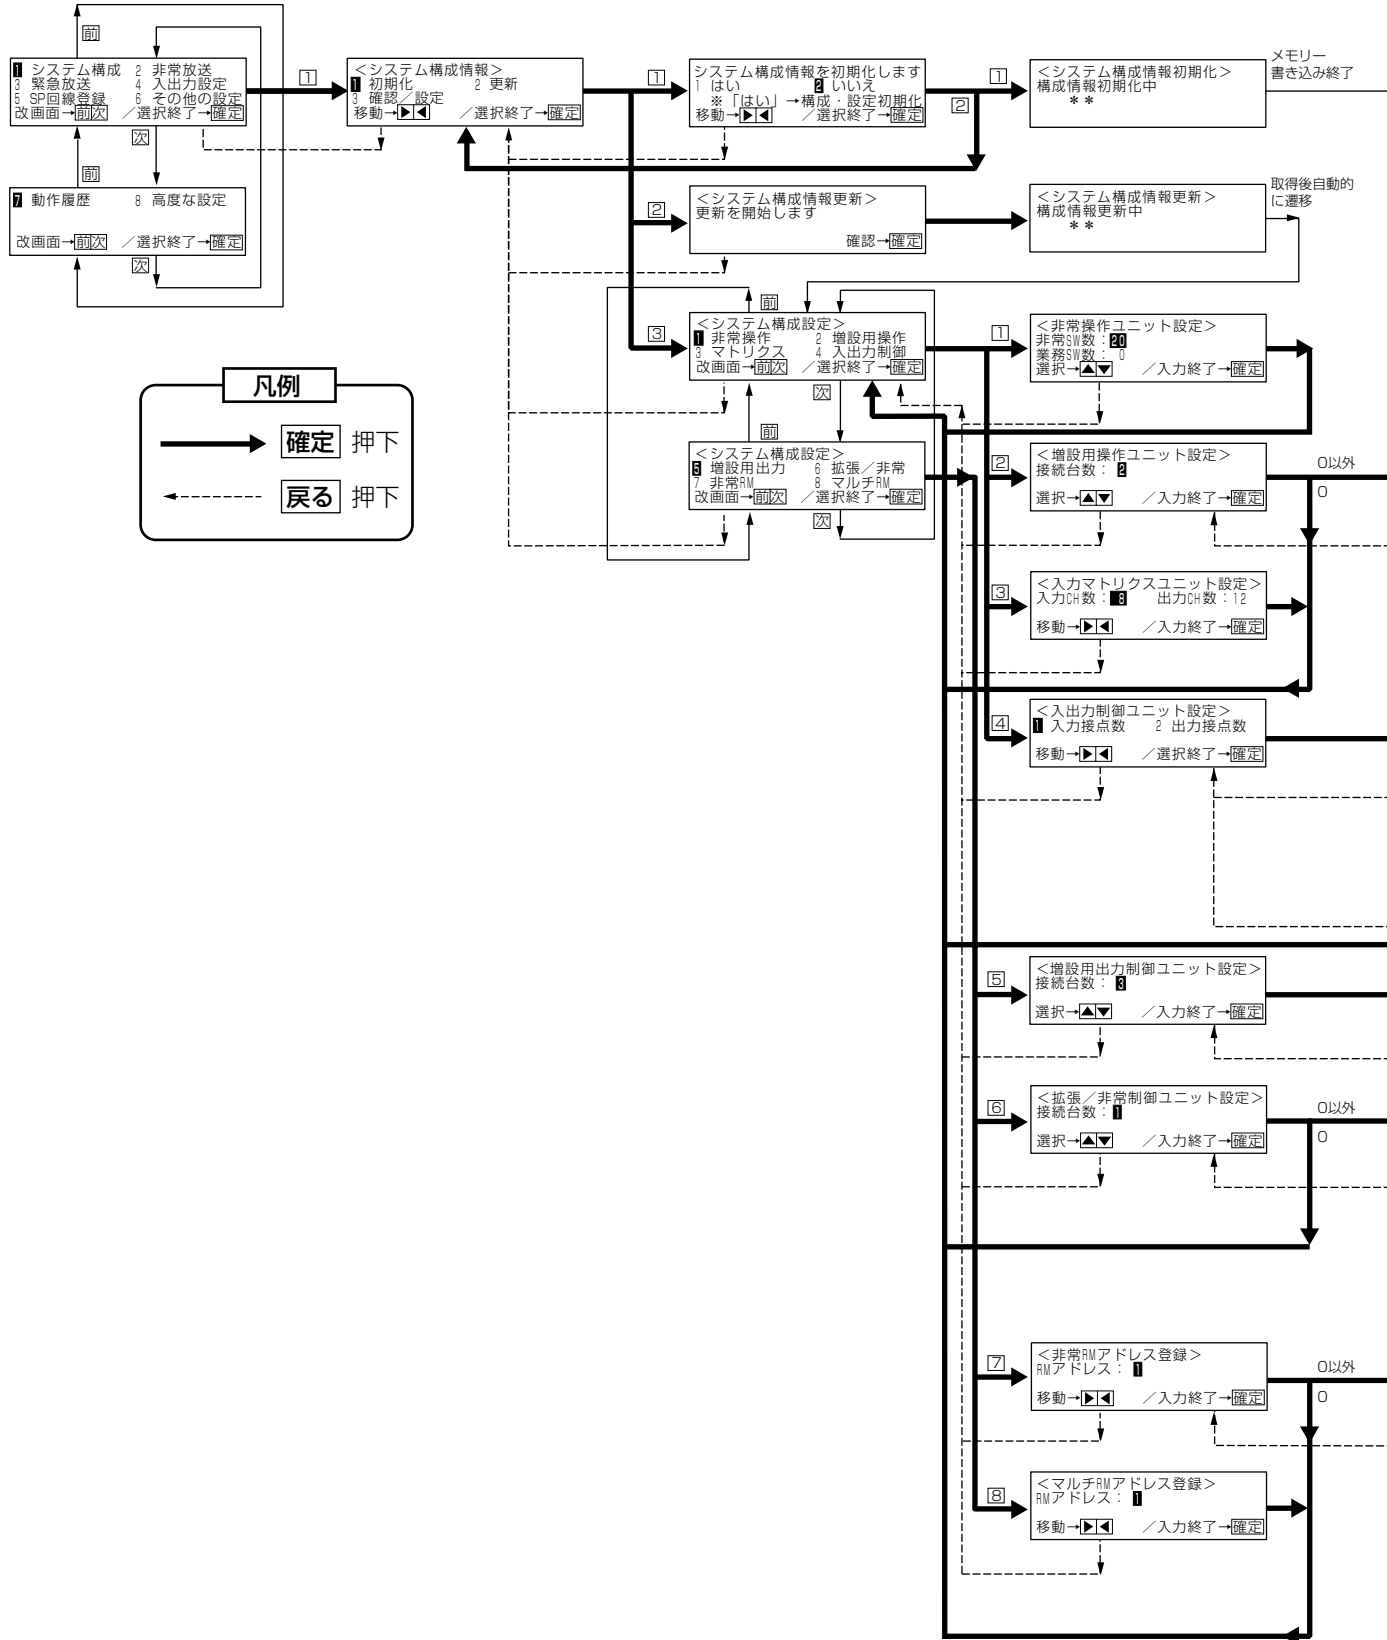 前
1 システム構成 2 非常放送
3 緊急放送 4 入出力設定
5 SP回線登録 6 その他の設定
改画面→前次 ／選択終了→確定
次
前
7 動作履歴 8 高度な設定
改画面→前次 ／選択終了→確定
次
1
＜システム構成情報＞
1 初期化 2 更新
3 確認／設定
移動→▶◀ ／選択終了→確定
1
システム構成情報を初期化します
1 はい 2 いいえ
※「はい」→構成・設定初期化
移動→▶◀ ／選択終了→確定
1
2
＜システム構成情報初期化＞
構成情報初期化中
＊＊
メモリー
書き込み終了
2
＜システム構成情報更新＞
更新を開始します
確認→確定
＜システム構成情報更新＞
構成情報更新中
＊＊
取得後自動的
に遷移
3
前
＜システム構成設定＞
1 非常操作 2 増設用操作
3 マトリクス 4 入出力制御
改画面→前次 ／選択終了→確定
次
前
＜システム構成設定＞
5 増設用出力 6 拡張／非常
7 非常RM 8 マルチRM
改画面→前次 ／選択終了→確定
次
凡例
確定 押下
戻る 押下
1
＜非常操作ユニット設定＞
非常SW数：20
業務SW数： 0
選択→▲▼ ／入力終了→確定
2
＜増設用操作ユニット設定＞
接続台数： 2
選択→▲▼ ／入力終了→確定
0以外
0
3
＜入力マトリクスユニット設定＞
入力CH数： 8 出力CH数：12
移動→▶◀ ／入力終了→確定
4
＜入出力制御ユニット設定＞
1 入力接点数 2 出力接点数
移動→▶◀ ／選択終了→確定
5
＜増設用出力制御ユニット設定＞
接続台数： 3
選択→▲▼ ／入力終了→確定
6
＜拡張／非常制御ユニット設定＞
接続台数：1
選択→▲▼ ／入力終了→確定
0以外
0
7
＜非常RMアドレス登録＞
RMアドレス： 1
移動→▶◀ ／入力終了→確定
0以外
0
8
＜マルチRMアドレス登録＞
RMアドレス： 1
移動→▶◀ ／入力終了→確定